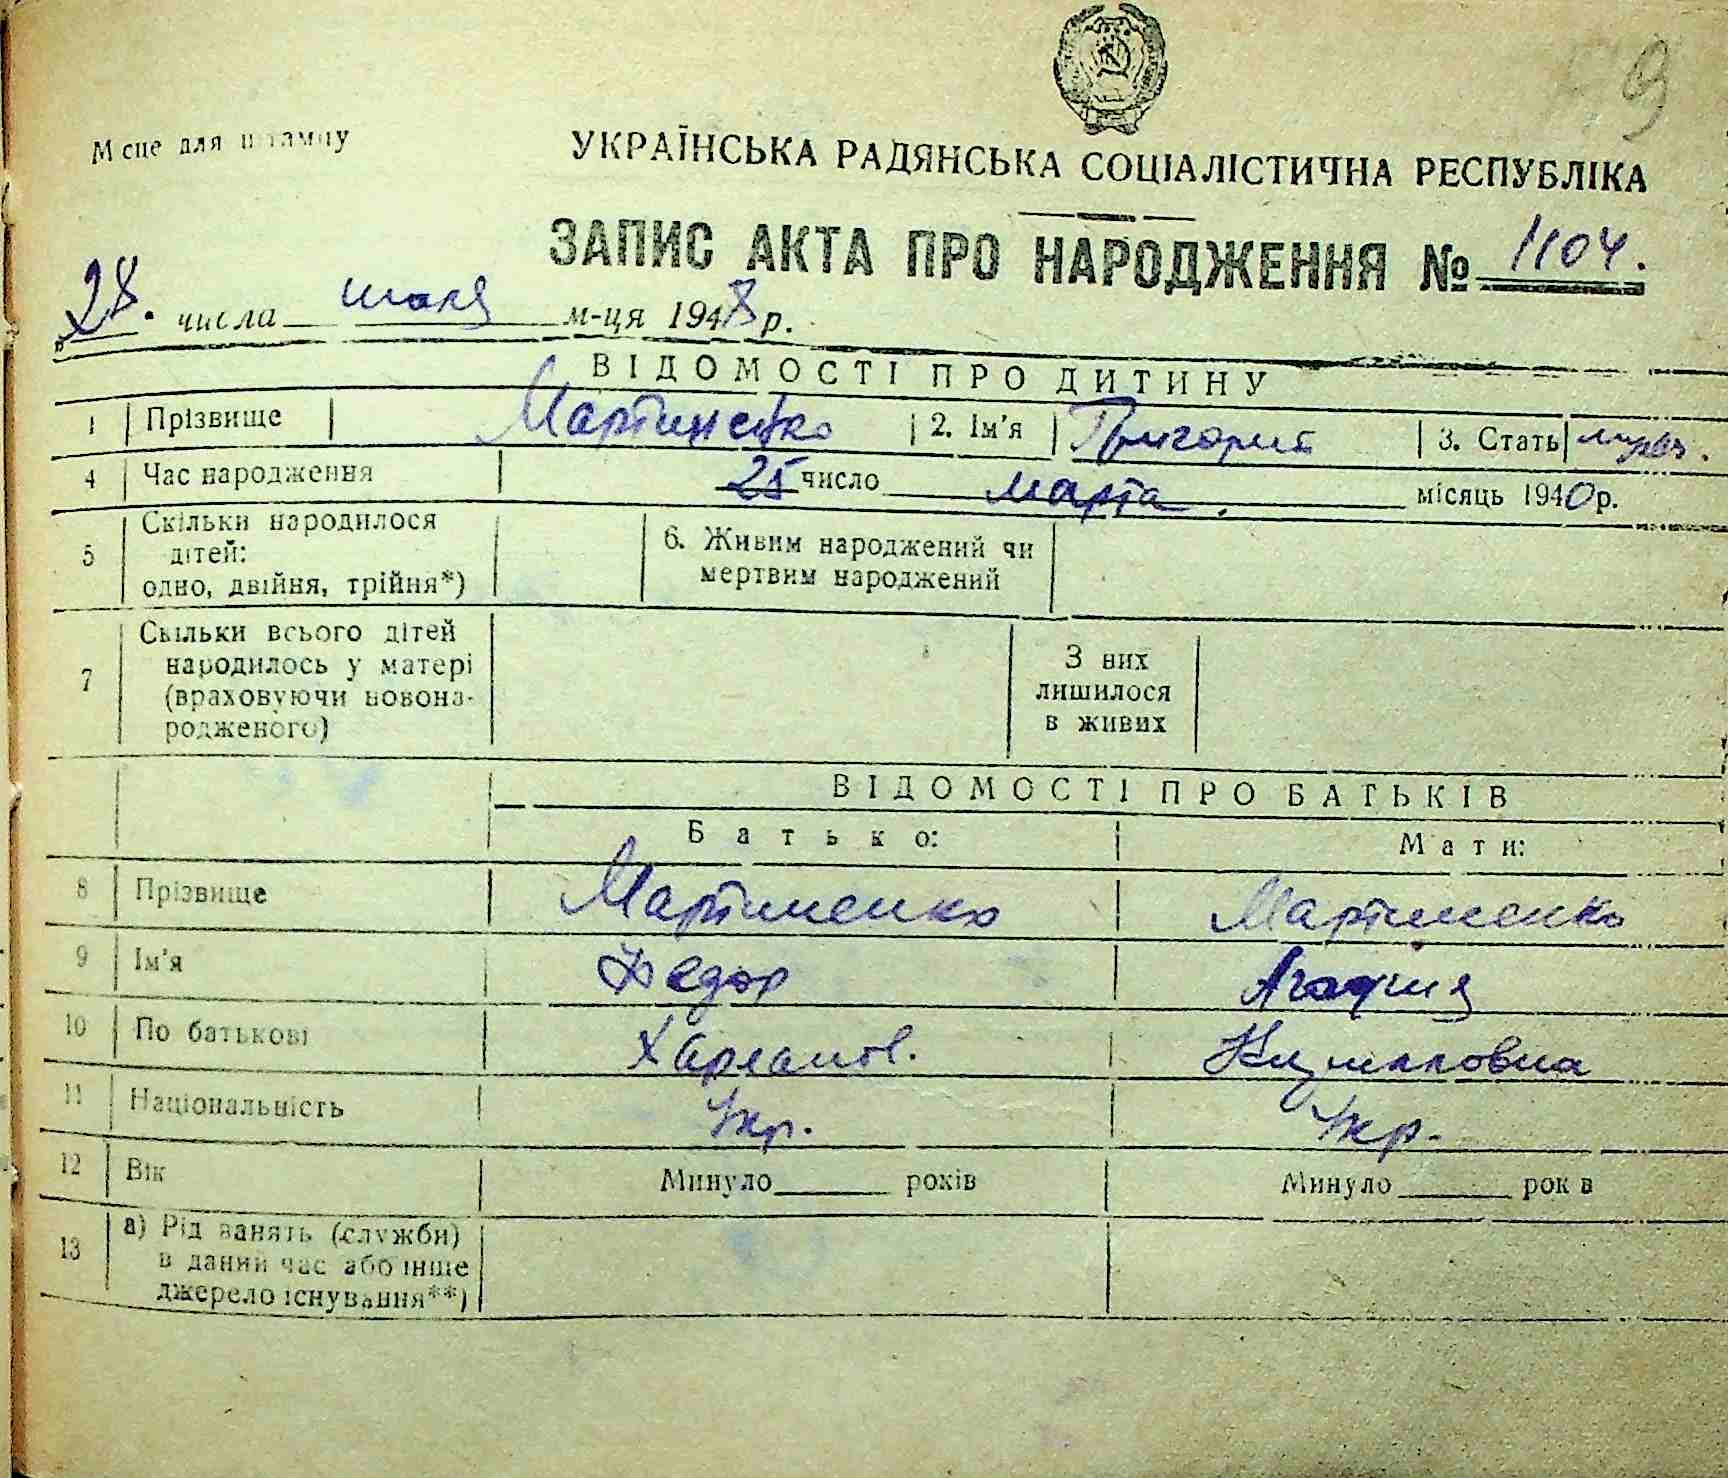 9
Місце для штампу
УКРАЇНСЬКА РАДЯНСЬКА СОЦІАЛІСТИЧНА РЕСПУБЛІКА
ЗАПИС АКТА ПРО НАРОДЖЕННЯ № 1104.
28. числа июля м-ця 1948 р.
ВІДОМОСТІ ПРО ДИТИНУ
1 Прізвище Мартиненко 2. Ім'я Григорий 3. Стать муж.
4 Час народження 25 число марта. місяць 1940 р.
5 Скільки народилося дітей: одно, двійня, трійня*) 6. Живим народжений чи мертвим народжений
7 Скільки всього дітей народилось у матері (враховуючи новонародженого) З них лишилося в живих
ВІДОМОСТІ ПРО БАТЬКІВ
Батько: Мати:
8 Прізвище Мартиненко Мартиненко
9 Ім'я Федор Агафия
10 По батькові Харлам.
11 Національність Укр. Укр.
12 Вік Минуло років Минуло років
13 а) Рід занять (служби) в даний час або інше джерело існування**)